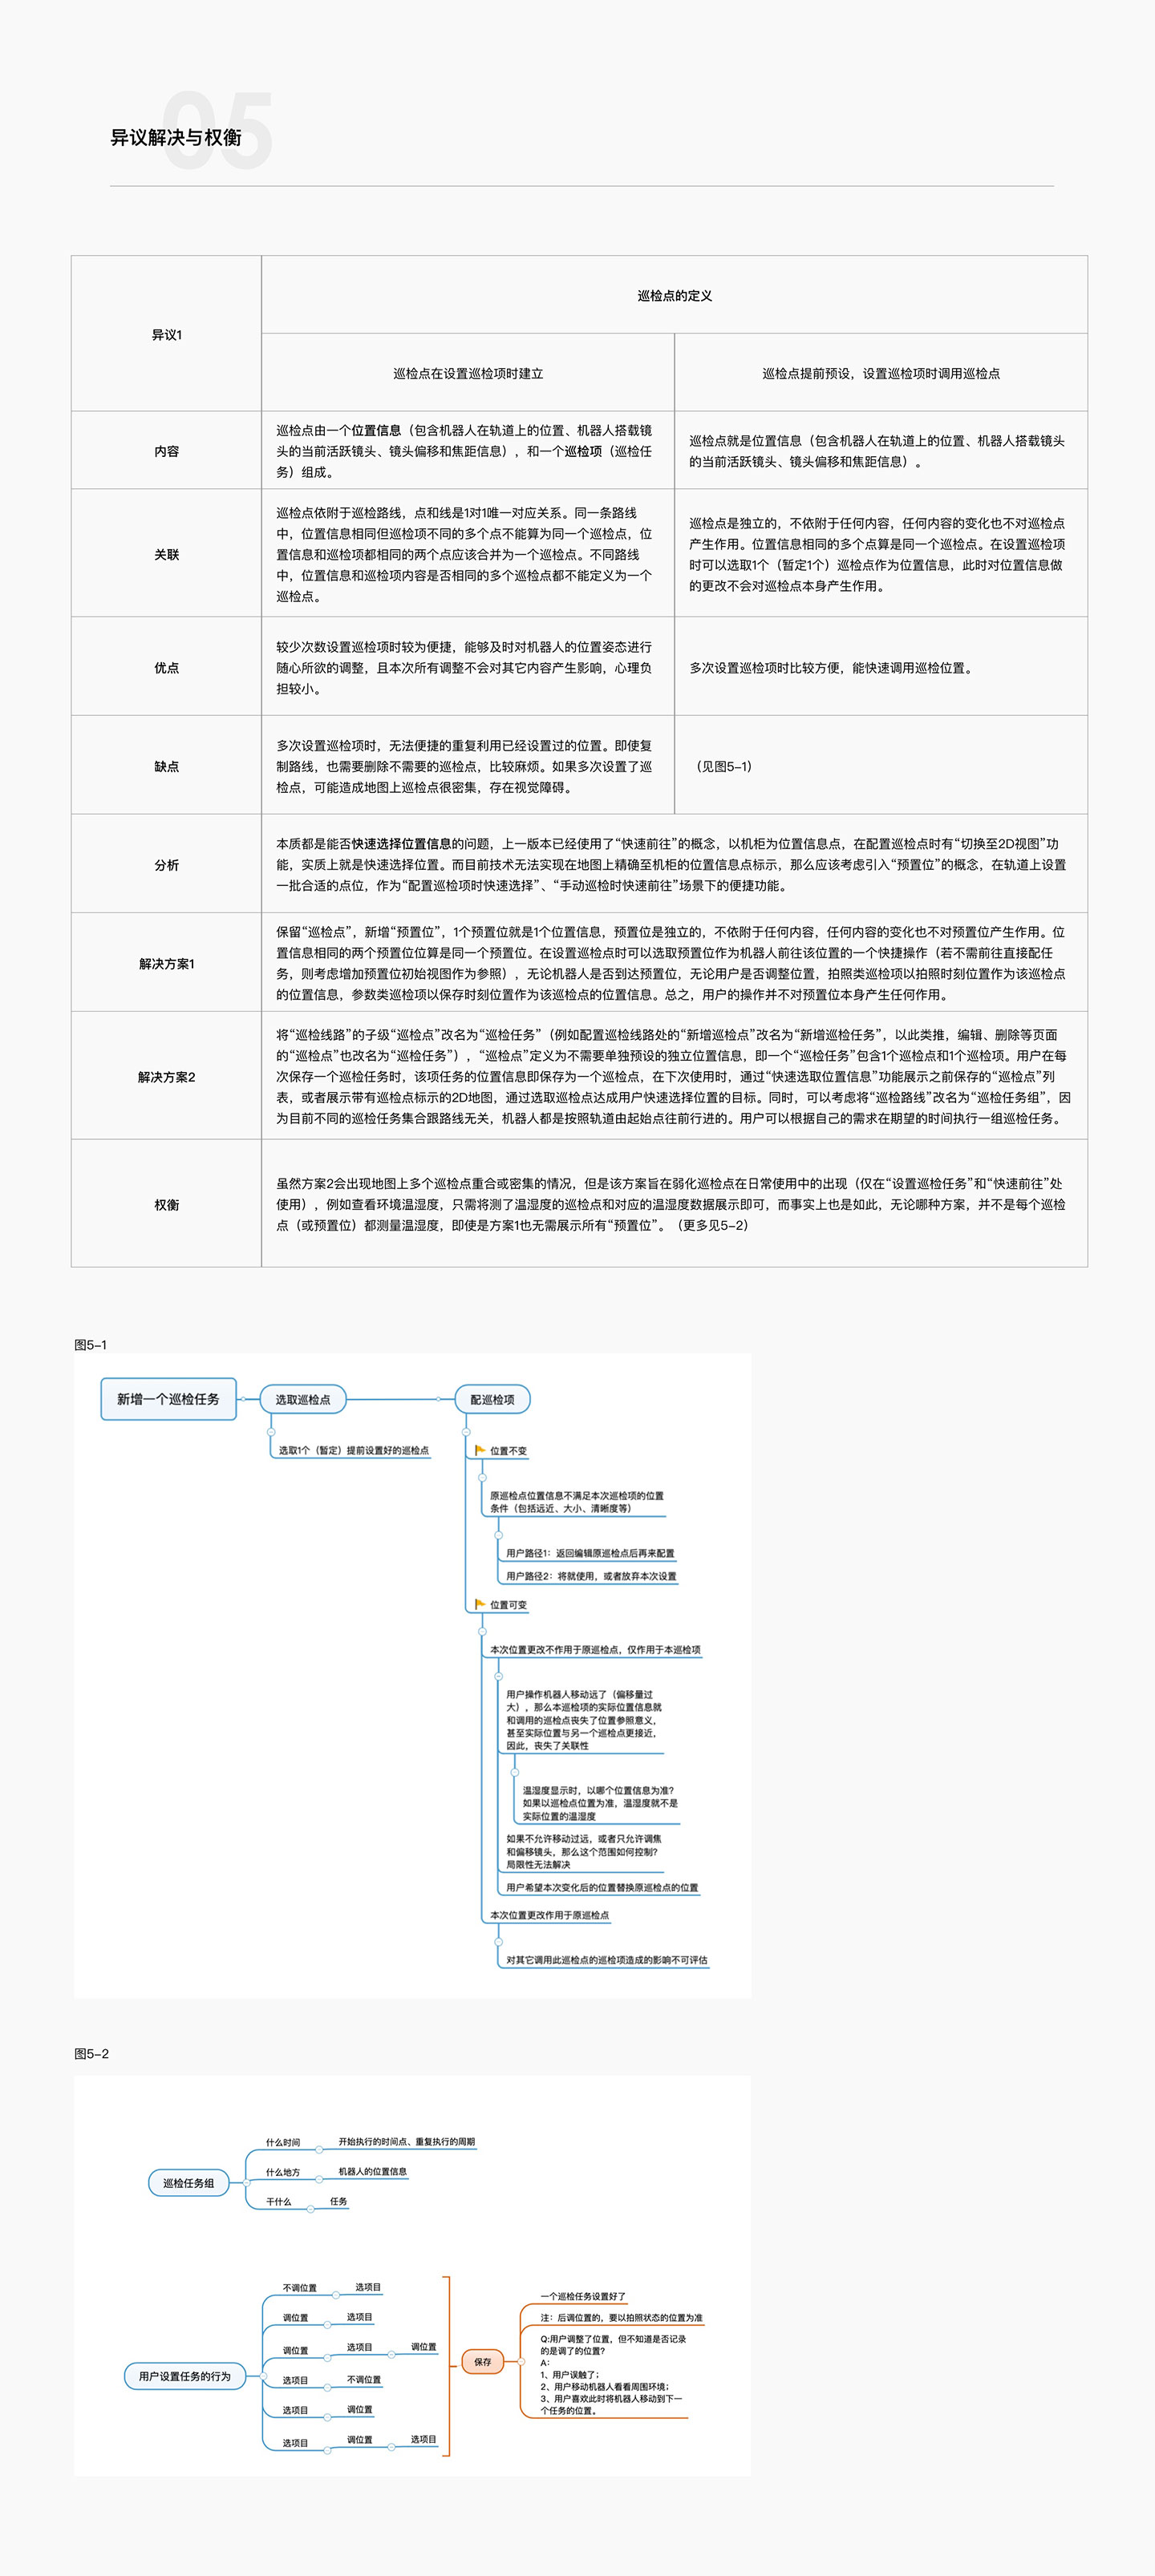 05
异议解决与权衡
异议1
巡检点的定义
巡检点在设置巡检项时建立
巡检点提前预设，设置巡检项时调用巡检点
内容
巡检点由一个位置信息（包含机器人在轨道上的位置、机器人搭载镜
头的当前活跃镜头、镜头偏移和焦距信息），和一个巡检项（巡检任
务）组成。
巡检点就是位置信息（包含机器人在轨道上的位置、机器人搭载镜头
的当前活跃镜头、镜头偏移和焦距信息）。
关联
巡检点依附于巡检路线，点和线是1对1唯一对应关系。同一条路线
中，位置信息相同但巡检项不同的多个点不能算为同一个巡检点，位
置信息和巡检项都相同的两个点应该合并为一个巡检点。不同路线
中，位置信息和巡检项内容是否相同的多个巡检点都不能定义为一个
巡检点。
巡检点是独立的，不依附于任何内容，任何内容的变化也不对巡检点
产生作用。位置信息相同的多个点算是同一个巡检点。在设置巡检项
时可以选取1个（暂定1个）巡检点作为位置信息，此时对位置信息做
的更改不会对巡检点本身产生作用。
优点
较少次数设置巡检项时较为便捷，能够及时对机器人的位置姿态进行
随心所欲的调整，且本次所有调整不会对其它内容产生影响，心理负
担较小。
多次设置巡检项时比较方便，能快速调用巡检位置。
缺点
多次设置巡检项时，无法便捷的重复利用已经设置过的位置。即使复
制路线，也需要删除不需要的巡检点，比较麻烦。如果多次设置了巡
检点，可能造成地图上巡检点很密集，存在视觉障碍。
（见图5-1）
分析
本质都是能否快速选择位置信息的问题，上一版本已经使用了“快速前往”的概念，以机柜为位置信息点，在配置巡检点时有“切换至2D视图”功
能，实质上就是快速选择位置。而目前技术无法实现在地图上精确至机柜的位置信息点标示，那么应该考虑引入“预置位”的概念，在轨道上设置
一批合适的点位，作为“配置巡检项时快速选择”、“手动巡检时快速前往”场景下的便捷功能。
解决方案1
保留“巡检点”，新增“预置位”，1个预置位就是1个位置信息，预置位是独立的，不依附于任何内容，任何内容的变化也不对预置位产生作用。位
置信息相同的两个预置位位算是同一个预置位。在设置巡检点时可以选取预置位作为机器人前往该位置的一个快捷操作（若不需前往直接配任
务，则考虑增加预置位初始视图作为参照），无论机器人是否到达预置位，无论用户是否调整位置，拍照类巡检项以拍照时刻位置作为该巡检点
的位置信息，参数类巡检项以保存时刻位置作为该巡检点的位置信息。总之，用户的操作并不对预置位本身产生任何作用。
解决方案2
将“巡检线路”的子级“巡检点”改名为“巡检任务”（例如配置巡检线路处的“新增巡检点”改名为“新增巡检任务”，以此类推，编辑、删除等页面
的“巡检点”也改名为“巡检任务”），“巡检点”定义为不需要单独预设的独立位置信息，即一个“巡检任务”包含1个巡检点和1个巡检项。用户在每
次保存一个巡检任务时，该项任务的位置信息即保存为一个巡检点，在下次使用时，通过“快速选取位置信息”功能展示之前保存的“巡检点”列
表，或者展示带有巡检点标示的2D地图，通过选取巡检点达成用户快速选择位置的目标。同时，可以考虑将“巡检路线”改名为“巡检任务组”，因
为目前不同的巡检任务集合跟路线无关，机器人都是按照轨道由起始点往前行进的。用户可以根据自己的需求在期望的时间执行一组巡检任务。
权衡
虽然方案2会出现地图上多个巡检点重合或密集的情况，但是该方案旨在弱化巡检点在日常使用中的出现（仅在“设置巡检任务”和“快速前往”处
使用），例如查看环境温湿度，只需将测了温湿度的巡检点和对应的温湿度数据展示即可，而事实上也是如此，无论哪种方案，并不是每个巡检
点（或预置位）都测量温湿度，即使是方案1也无需展示所有“预置位”。（更多见5-2）
图5-1
新增一个巡检任务
选取巡检点
配巡检项
选取1个（暂定）提前设置好的巡检点
位置不变
原巡检点位置信息不满足本次巡检项的位置
条件（包括远近、大小、清晰度等）
用户路径1：返回编辑原巡检点后再来配置
用户路径2：将就使用，或者放弃本次设置
位置可变
本次位置更改不作用于原巡检点，仅作用于本巡检项
用户操作机器人移动远了（偏移量过
大），那么本巡检项的实际位置信息就
和调用的巡检点丧失了位置参照意义，
甚至实际位置与另一个巡检点更接近，
因此，丧失了关联性
温湿度显示时，以哪个位置信息为准？
如果以巡检点位置为准，温湿度就不是
实际位置的温湿度
如果不允许移动过远，或者只允许调焦
和偏移镜头，那么这个范围如何控制？
局限性无法解决
用户希望本次变化后的位置替换原巡检点的位置
本次位置更改作用于原巡检点
对其它调用此巡检点的巡检项造成的影响不可评估
图5-2
巡检任务组
什么时间
开始执行的时间点、重复执行的周期
什么地方
机器人的位置信息
干什么
任务
用户设置任务的行为
不调位置
选项目
调位置
选项目
调位置
选项目
调位置
选项目
不调位置
选项目
调位置
选项目
调位置
选项目
保存
一个巡检任务设置好了
注：后调位置的，要以拍照状态的位置为准
Q:用户调整了位置，但不知道是否记录
的是调了的位置？
A：
1、用户误触了；
2、用户移动机器人看看周围环境；
3、用户喜欢此时将机器人移动到下一
个任务的位置。